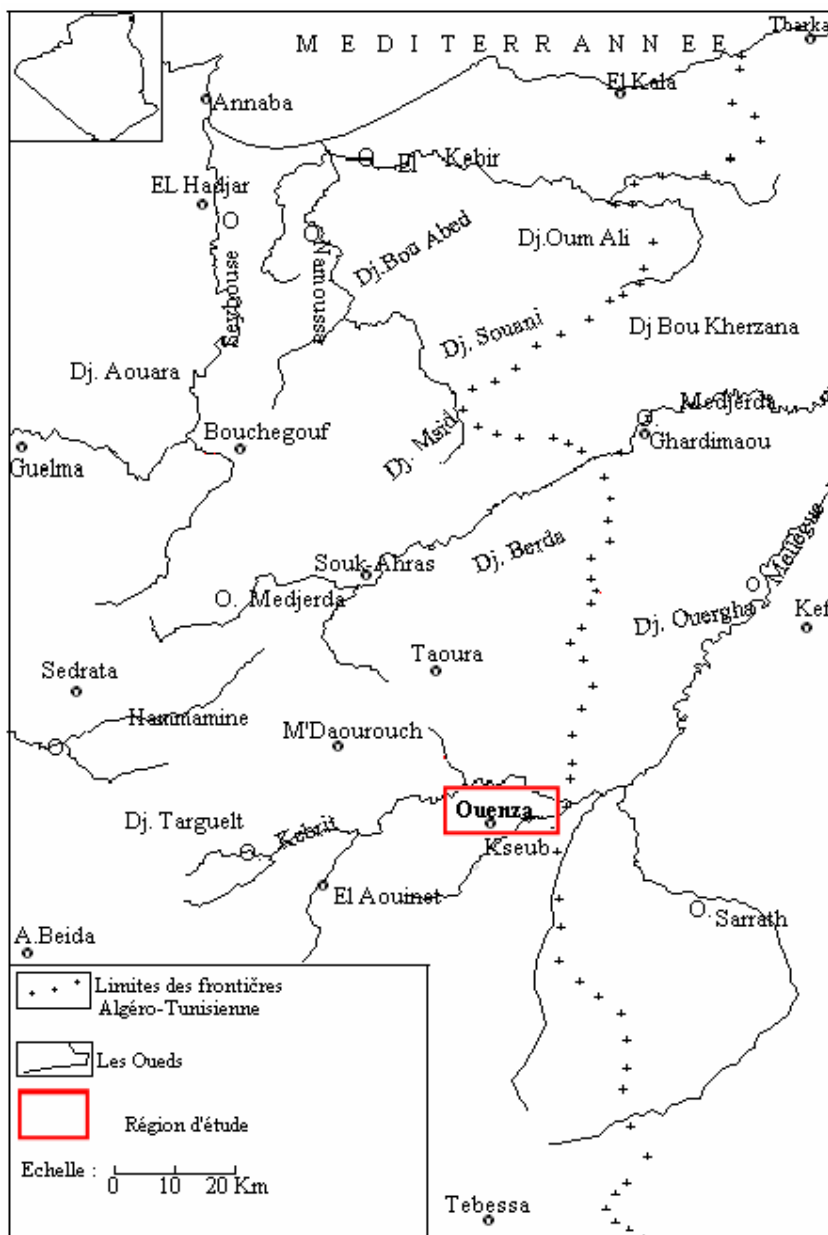 MEDITERRANNEE
Tharka
El Kala
Annaba
O El Kebir
EL Hadjar
O Seybouse
O Namoussa
Dj.Bou Abed
Dj.Oum Ali
Dj. Souani
Dj Bou Kherzana
Dj. Aouara
O. Medjerda
Bouchegouf
Dj. Msid
Ghardimaou
Guelma
Dj. Berda
Souk-Ahras
O Mellegue
O. Medjerda
Dj. Ouergha
Kef
Taoura
Sedrata
O Hammamine
M'Daourouch
Ouenza
Dj. Targuelt
O Kebrit
Kseub
El Aouinet
O. Sarrath
A.Beida
Limites des frontičres
Algéro-Tunisienne
Les Oueds
Région d'étude
Echelle :
0 10 20 Km
Tebessa